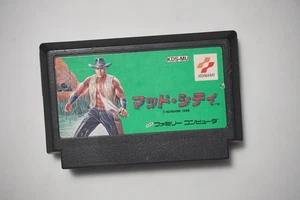 KDS-MU
KONAMI
マッド・シティ
©KONAMI 1988
ファミリー コンピュータ